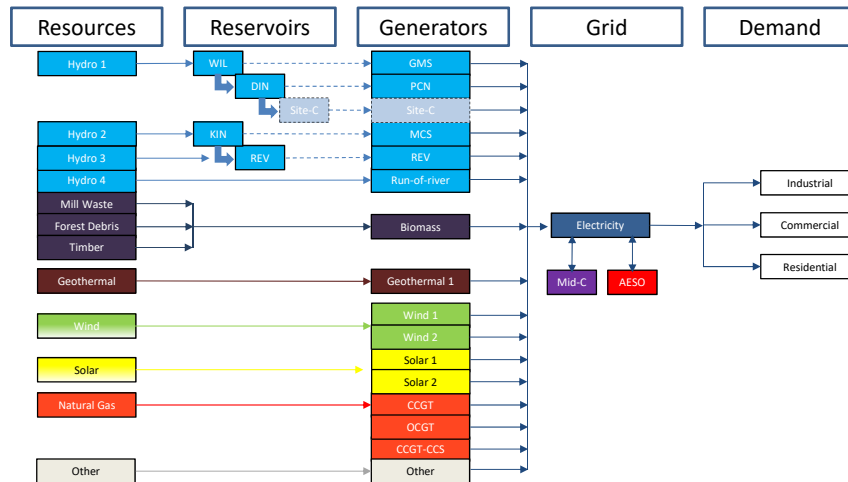 Resources
Reservoirs
Generators
Grid
Demand
Hydro 1
WIL
GMS
DIN
PCN
Site-C
Site-C
Hydro 2
KIN
MCS
Hydro 3
REV
REV
Hydro 4
Run-of-river
Industrial
Mill Waste
Forest Debris
Biomass
Electricity
Commercial
Timber
Residential
Geothermal
Geothermal 1
Mid-C
AESO
Wind
Wind 1
Wind 2
Solar
Solar 1
Solar 2
Natural Gas
CCGT
OCGT
CCGT-CCS
Other
Other